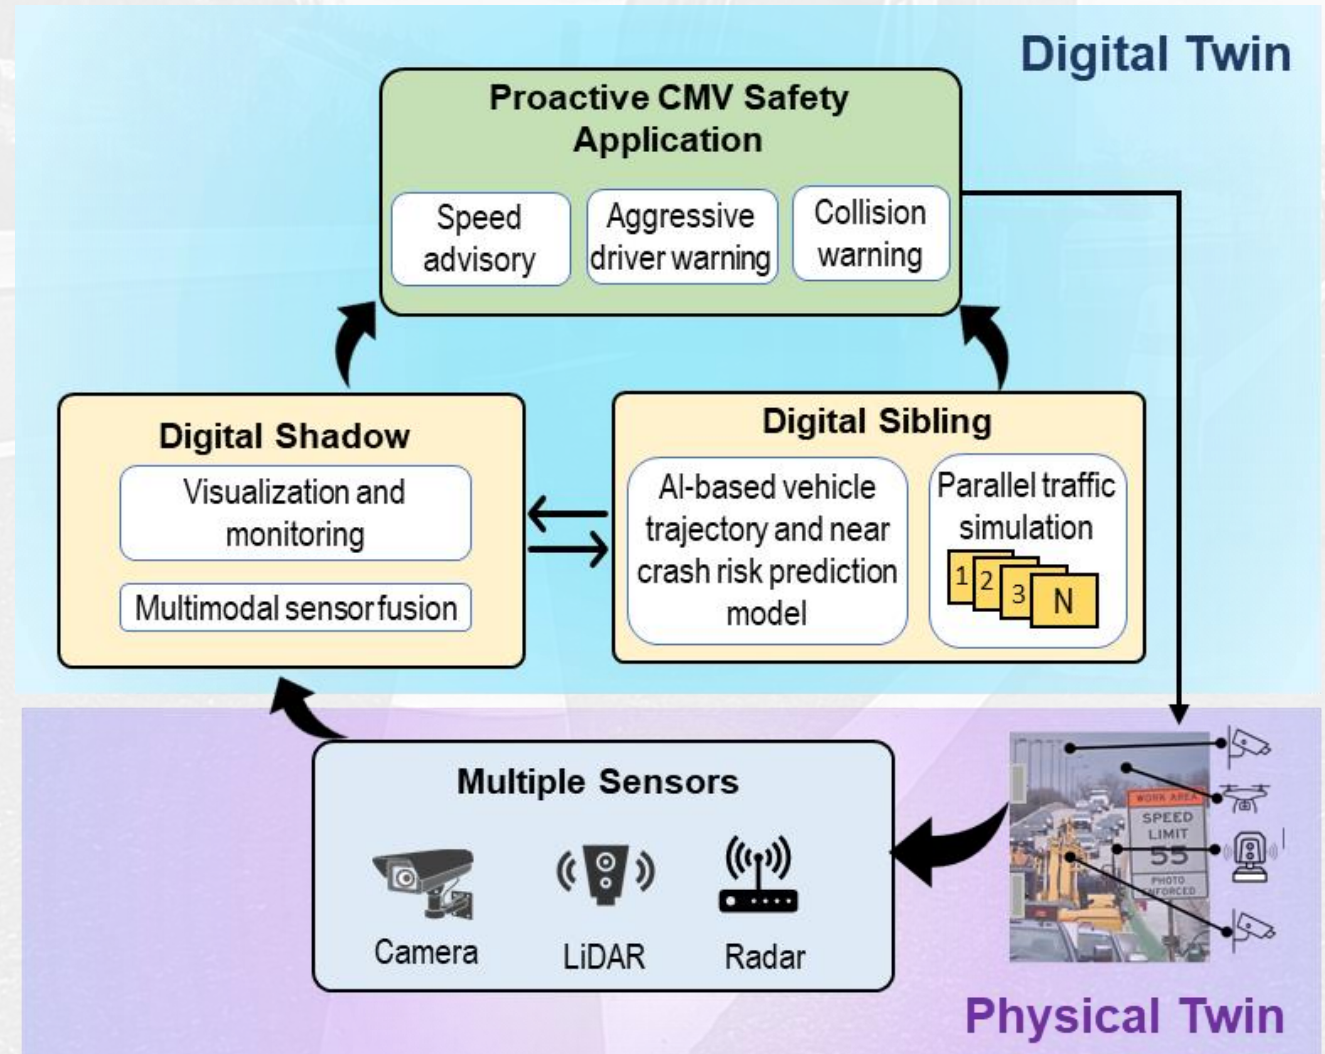 Digital Twin
Proactive CMV Safety
Application
Speed
advisory
Aggressive
driver warning
Collision
warning
Digital Shadow
Visualization and
monitoring
Multimodal sensor fusion
Digital Sibling
AI-based vehicle
trajectory and near
crash risk prediction
model
Parallel traffic
simulation
1
2
3
N
Multiple Sensors
Camera
LiDAR
Radar
WORK AREA
SPEED
LIMIT
55
PHOTO
ENFORCED
Physical Twin